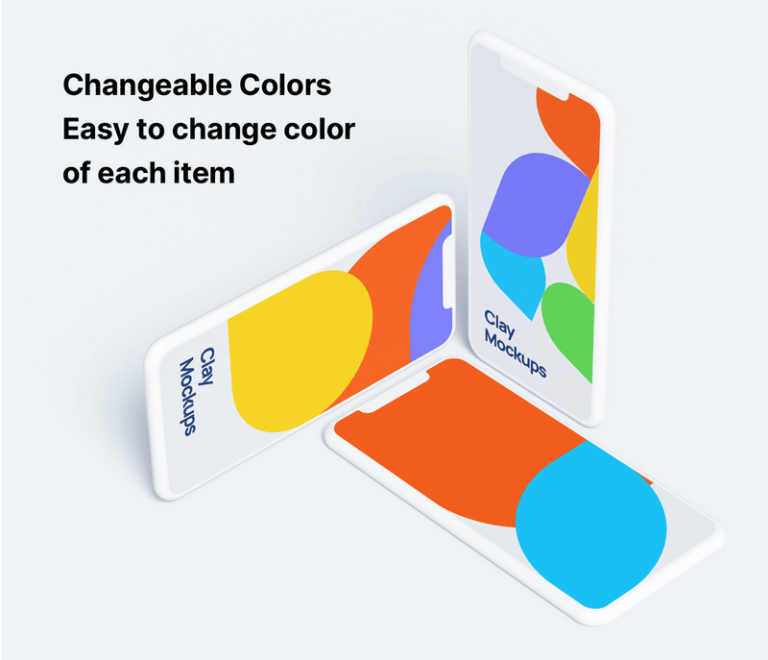 Changeable Colors
Easy to change color
of each item
Clay
Mockups
Clay
Mockups